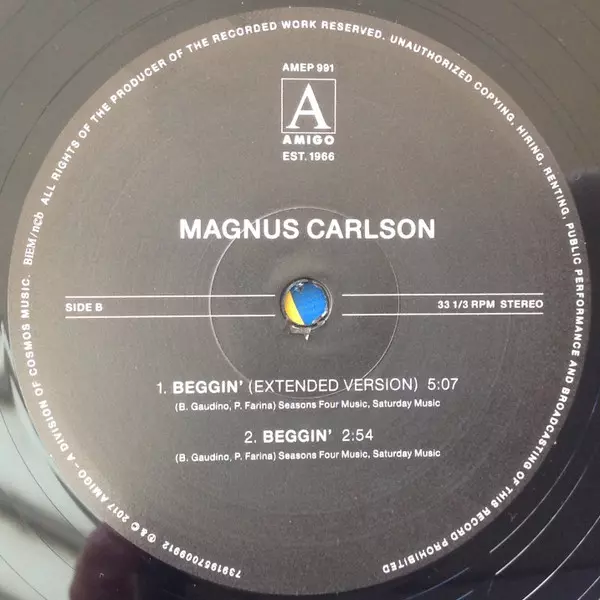 AMEP 991
A
AMIGO
EST. 1966
MAGNUS CARLSON
SIDE B
33 1/3 RPM STEREO
1. BEGGIN' (EXTENDED VERSION) 5:07
(B. Gaudino, P. Farina) Seasons Four Music, Saturday Music
2. BEGGIN' 2:54
(B. Gaudino, P. Farina) Seasons Four Music, Saturday Music
℗ & © 2017 AMIGO - A DIVISION OF COSMOS MUSIC. BIEM/ncb ALL RIGHTS OF THE PRODUCER OF THE RECORDED WORK RESERVED. UNAUTHORIZED COPYING, HIRING, RENTING, PUBLIC PERFORMANCE AND BROADCASTING OF THIS RECORD PROHIBITED
7391957009912